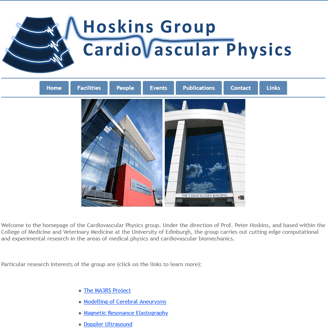 Hoskins Group
CardioVascular Physics
Home Facilities People Events Publications Contact Links
Welcome to the homepage of the Cardiovascular Physics group. Under the direction of Prof. Peter Hoskins, and based within the
College of Medicine and Veterinary Medicine at the University of Edinburgh, the group carries out cutting edge computational
and experimental research in the areas of medical physics and cardiovascular biomechanics.
Particular research interests of the group are (click on the links to learn more):
The MA3RS Project
Modelling of Cerebral Aneurysms
Magnetic Resonance Elastography
Doppler Ultrasound